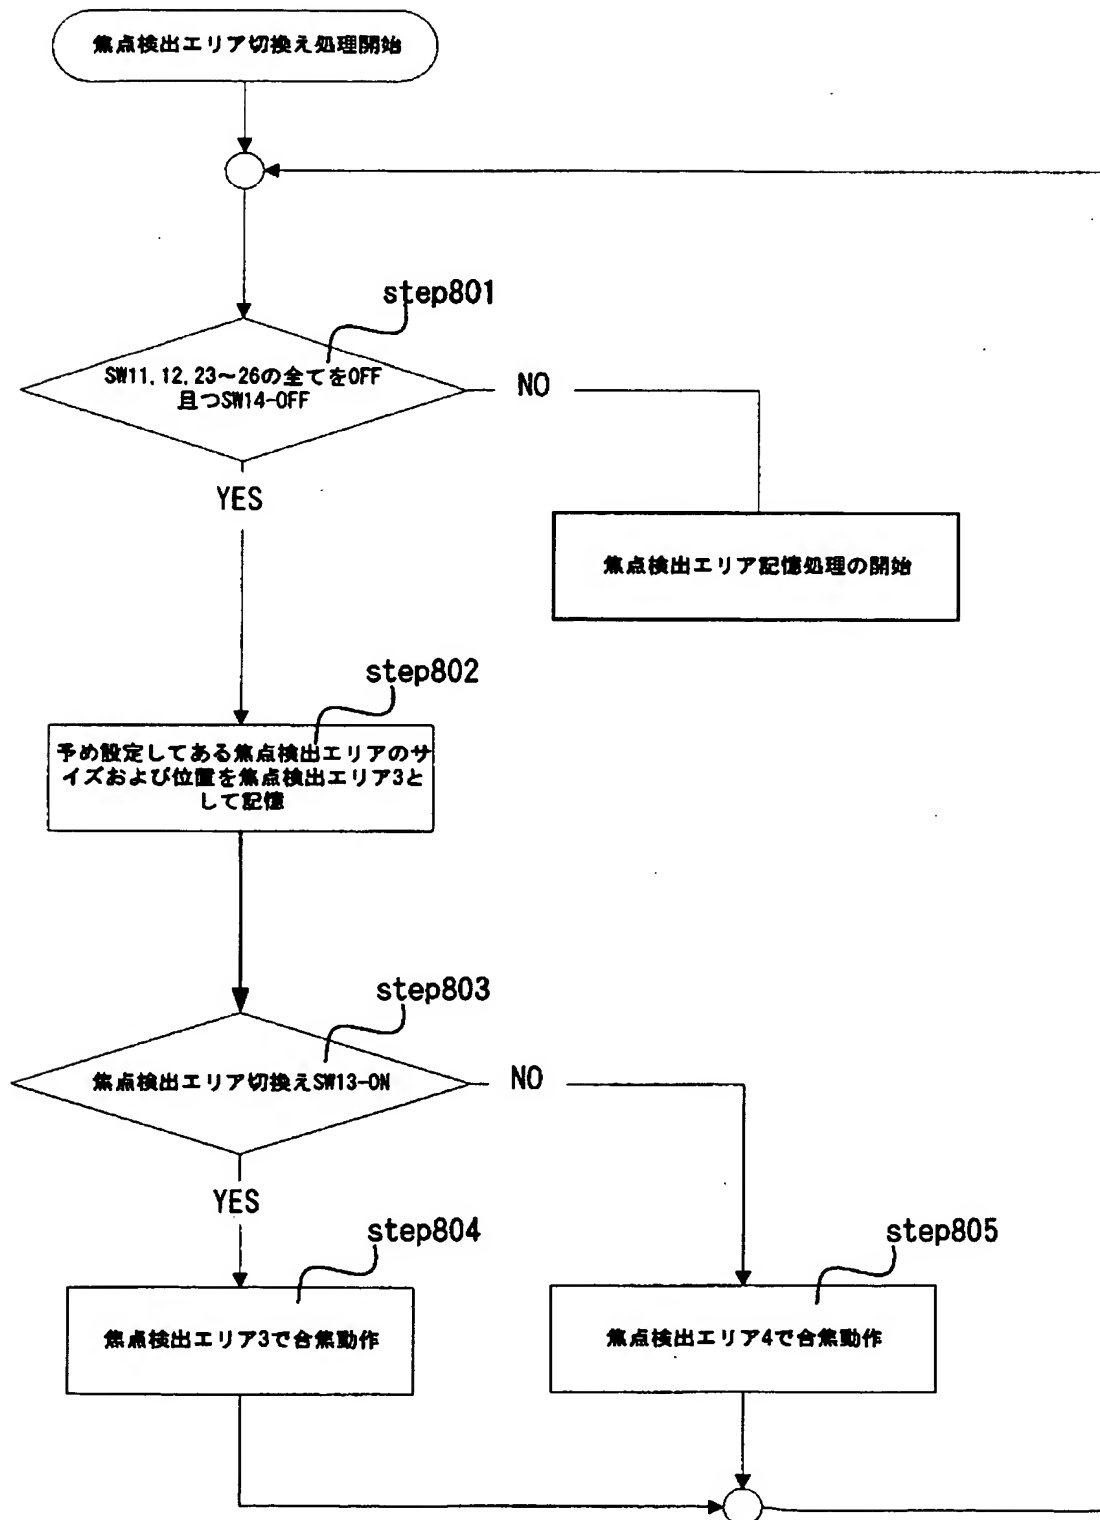 焦点検出エリア切換え処理開始
step801
SW11,12,23～26の全てをOFF
且つSW14-OFF
NO
YES
焦点検出エリア記憶処理の開始
step802
予め設定してある焦点検出エリアのサ
イズおよび位置を焦点検出エリア3と
して記憶
step803
焦点検出エリア切換えSW13-ON
NO
YES
step804
step805
焦点検出エリア3で合焦動作
焦点検出エリア4で合焦動作